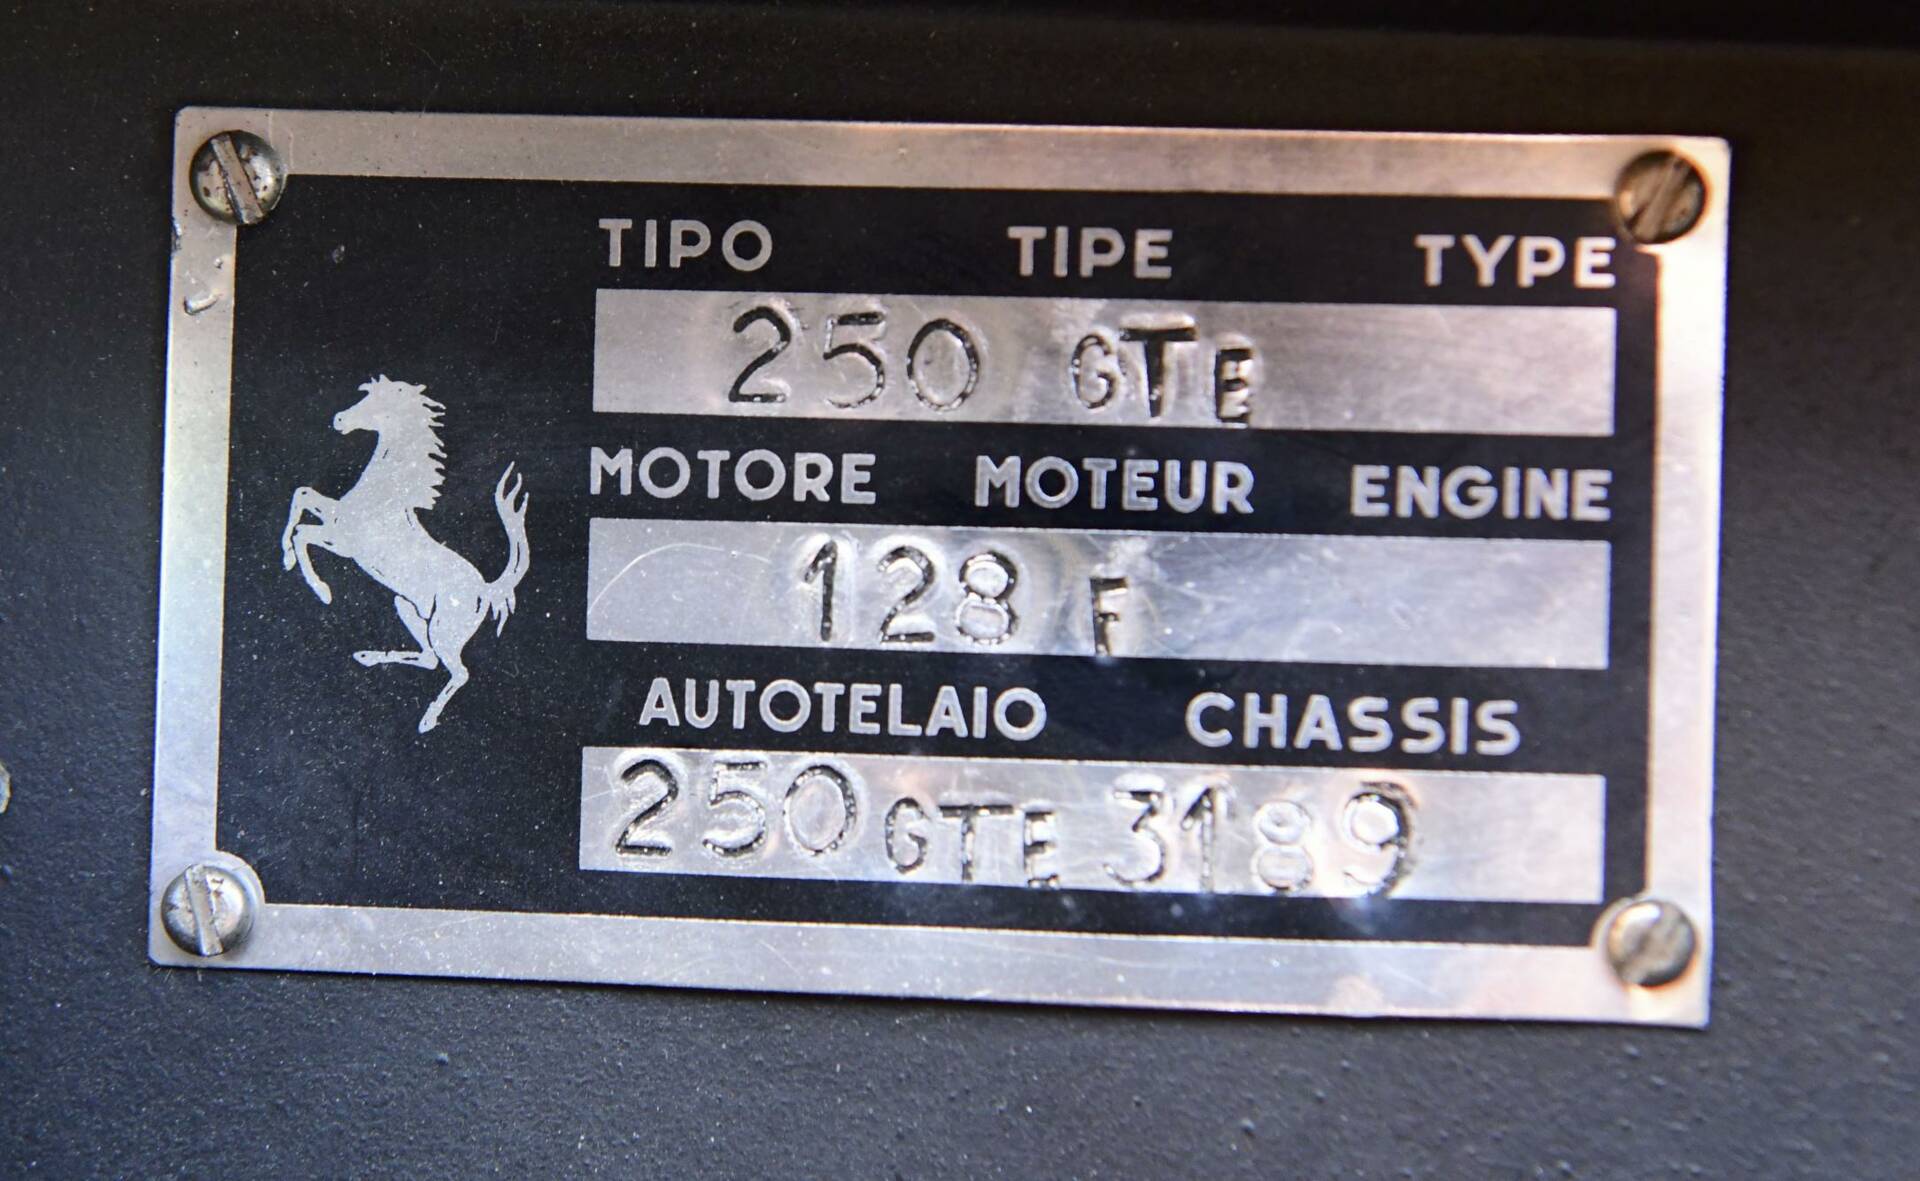 TIPO TIPE TYPE
250 GTE
MOTORE MOTEUR ENGINE
128 F
AUTOTELAIO CHASSIS
250 GTE 3189